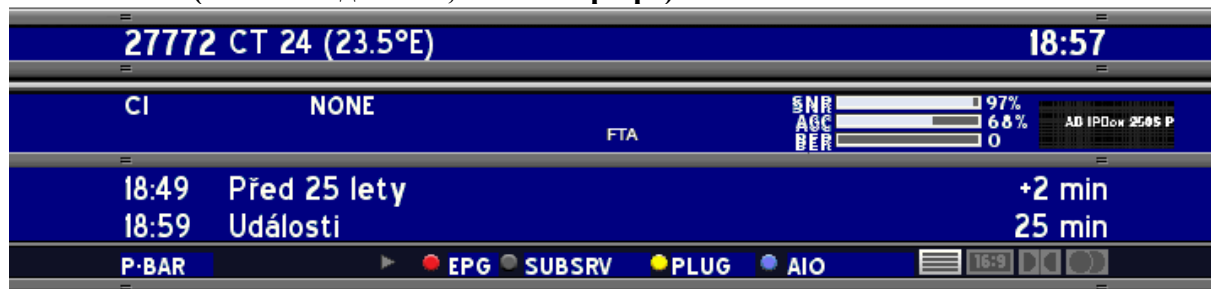 27772 CT 24 (23.5°E) 18:57
CI NONE SNR 97%
FTA AGC 68%
BER 0
18:49 Před 25 lety +2 min
18:59 Události 25 min
P·BAR EPG SUBSRV PLUG AIO 16:9